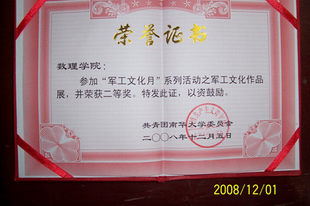 荣誉证书
数理学院：
参加“军工文化月”系列活动之军工文化作品
展，并荣获二等奖。特发此证，以资鼓励。
共青团南华大学委员会
二〇〇八年十二月五日
2008/12/01